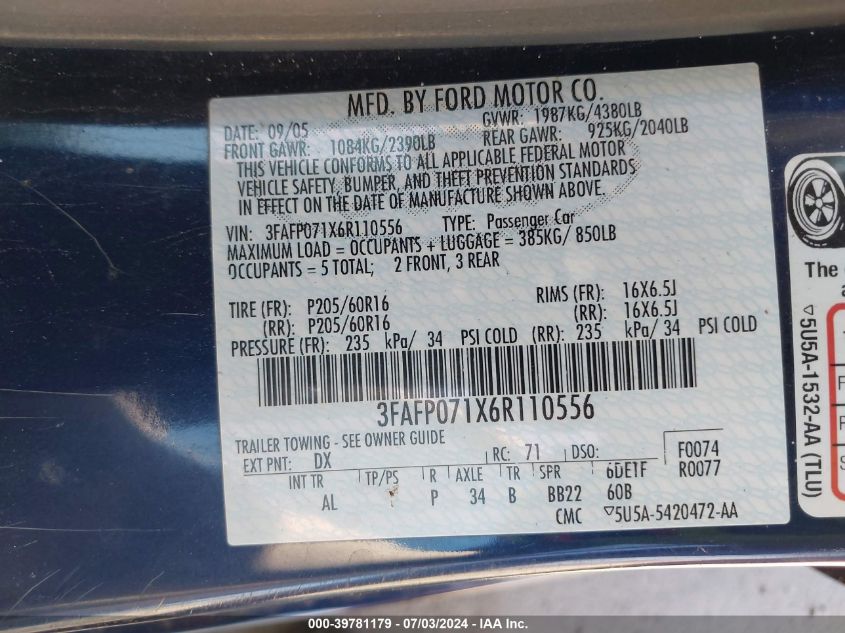 MFD. BY FORD MOTOR CO.
DATE: 09/05 GVWR: 1987KG/4380LB
FRONT GAWR: 1084KG/2390LB REAR GAWR: 925KG/2040LB
THIS VEHICLE CONFORMS TO ALL APPLICABLE FEDERAL MOTOR
VEHICLE SAFETY, BUMPER, AND THEFT PREVENTION STANDARDS
IN EFFECT ON THE DATE OF MANUFACTURE SHOWN ABOVE.
VIN: 3FAFP071X6R110556 TYPE: Passenger Car
MAXIMUM LOAD = OCCUPANTS + LUGGAGE = 385KG/ 850LB
OCCUPANTS = 5 TOTAL; 2 FRONT, 3 REAR
TIRE (FR): P205/60R16 RIMS (FR): 16X6.5J
(RR): P205/60R16 (RR): 16X6.5J
PRESSURE (FR): 235 kPa/ 34 PSI COLD (RR): 235 kPa/ 34 PSI COLD
3FAFP071X6R110556
TRAILER TOWING - SEE OWNER GUIDE
EXT PNT: DX RC: 71 DSO: F0074
INT TR TP/PS R AXLE TR SPR 6DE1F R0077
AL P 34 B BB22 60B
CMC ▽5U5A-5420472-AA
The
▽5U5A-1532-AA (TLU)
000-39781179 - 07/03/2024 - IAA Inc.